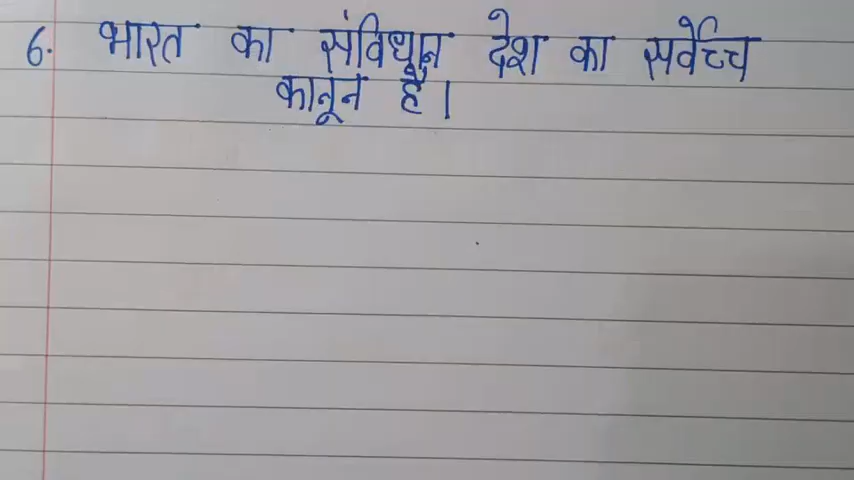 6. भारत का संविधान देश का सर्वेच्च
कानून है।